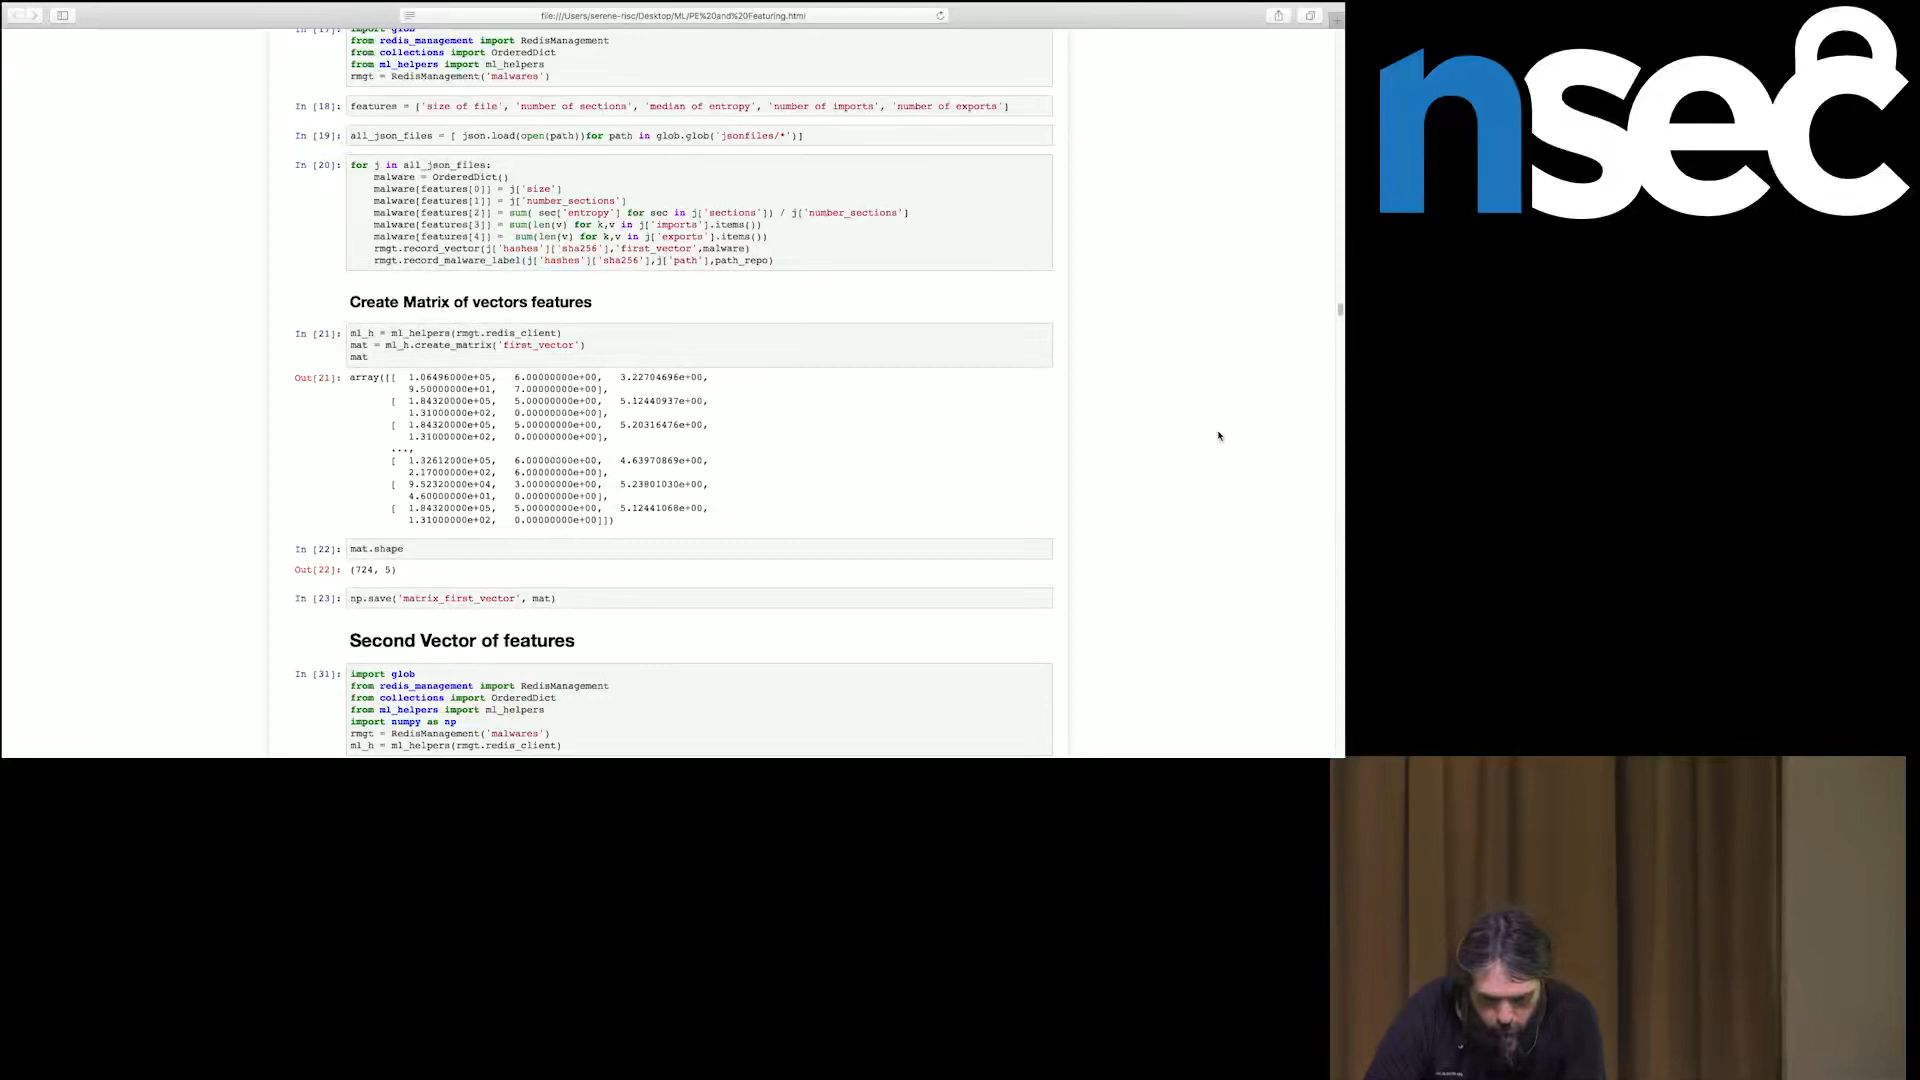 file:///Users/serene-risc/Desktop/ML/PE%20and%20Featuring.html
nsec
In [17]: import glob
from redis_management import RedisManagement
from collections import OrderedDict
from ml_helpers import ml_helpers
rmgt = RedisManagement('malwares')
In [18]: features = ['size of file', 'number of sections', 'median of entropy', 'number of imports', 'number of exports']
In [19]: all_json_files = [ json.load(open(path))for path in glob.glob('jsonfiles/*')]
In [20]: for j in all_json_files:
malware = OrderedDict()
malware[features[0]] = j['size']
malware[features[1]] = j['number_sections']
malware[features[2]] = sum( sec['entropy'] for sec in j['sections']) / j['number_sections']
malware[features[3]] = sum(len(v) for k,v in j['imports'].items())
malware[features[4]] =  sum(len(v) for k,v in j['exports'].items())
rmgt.record_vector(j['hashes']['sha256'],'first_vector',malware)
rmgt.record_malware_label(j['hashes']['sha256'],j['path'],path_repo)
Create Matrix of vectors features
In [21]: ml_h = ml_helpers(rmgt.redis_client)
mat = ml_h.create_matrix('first_vector')
mat
Out[21]: array([[ 1.06496000e+05, 6.00000000e+00, 3.22704696e+00,
9.50000000e+01, 7.00000000e+00],
[ 1.84320000e+05, 5.00000000e+00, 5.12440937e+00,
1.31000000e+02, 0.00000000e+00],
[ 1.84320000e+05, 5.00000000e+00, 5.20316476e+00,
1.31000000e+02, 0.00000000e+00],
...,
[ 1.32612000e+05, 6.00000000e+00, 4.63970869e+00,
2.17000000e+02, 6.00000000e+00],
[ 9.52320000e+04, 3.00000000e+00, 5.23801030e+00,
4.60000000e+01, 0.00000000e+00],
[ 1.84320000e+05, 5.00000000e+00, 5.12441068e+00,
1.31000000e+02, 0.00000000e+00]])
In [22]: mat.shape
Out[22]: (724, 5)
In [23]: np.save('matrix_first_vector', mat)
Second Vector of features
In [31]: import glob
from redis_management import RedisManagement
from collections import OrderedDict
from ml_helpers import ml_helpers
import numpy as np
rmgt = RedisManagement('malwares')
ml_h = ml_helpers(rmgt.redis_client)